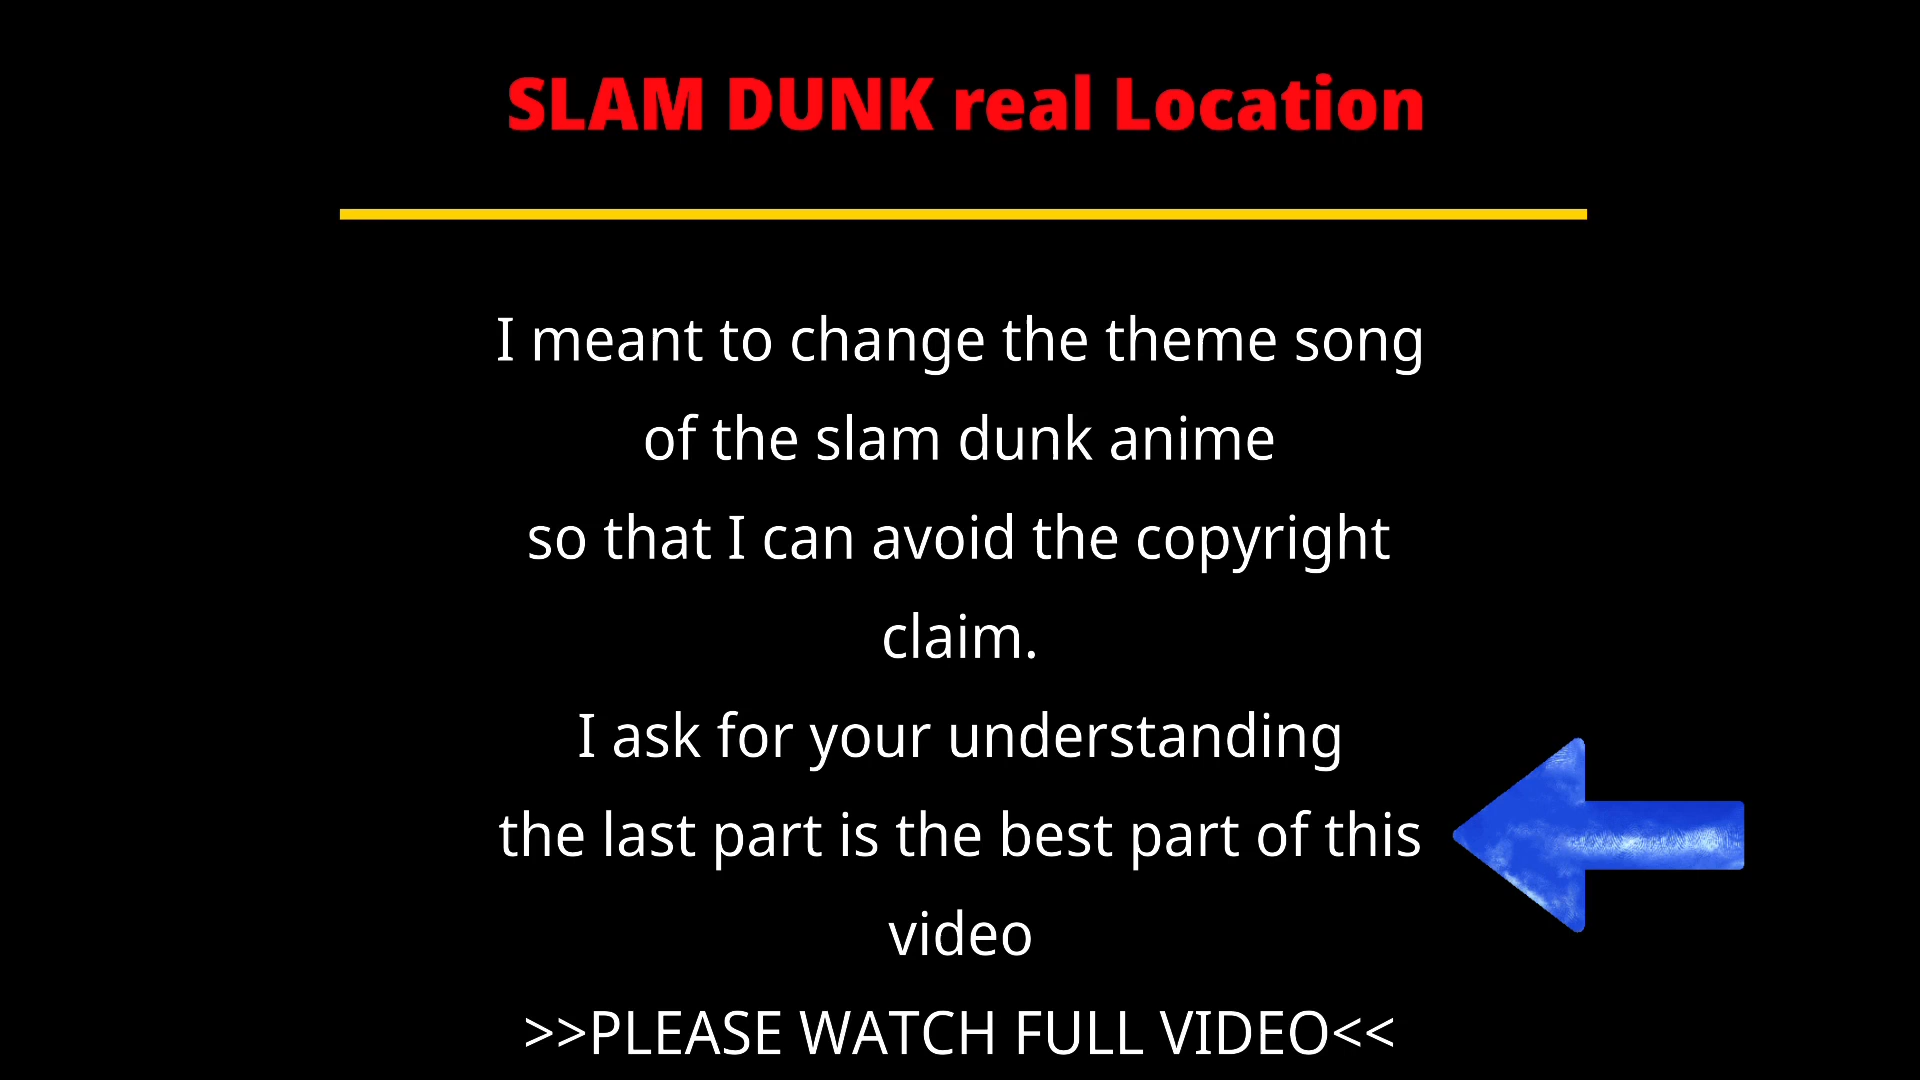 SLAM DUNK real Location
I meant to change the theme song
of the slam dunk anime
so that I can avoid the copyright
claim.
I ask for your understanding
the last part is the best part of this
video
>>PLEASE WATCH FULL VIDEO<<